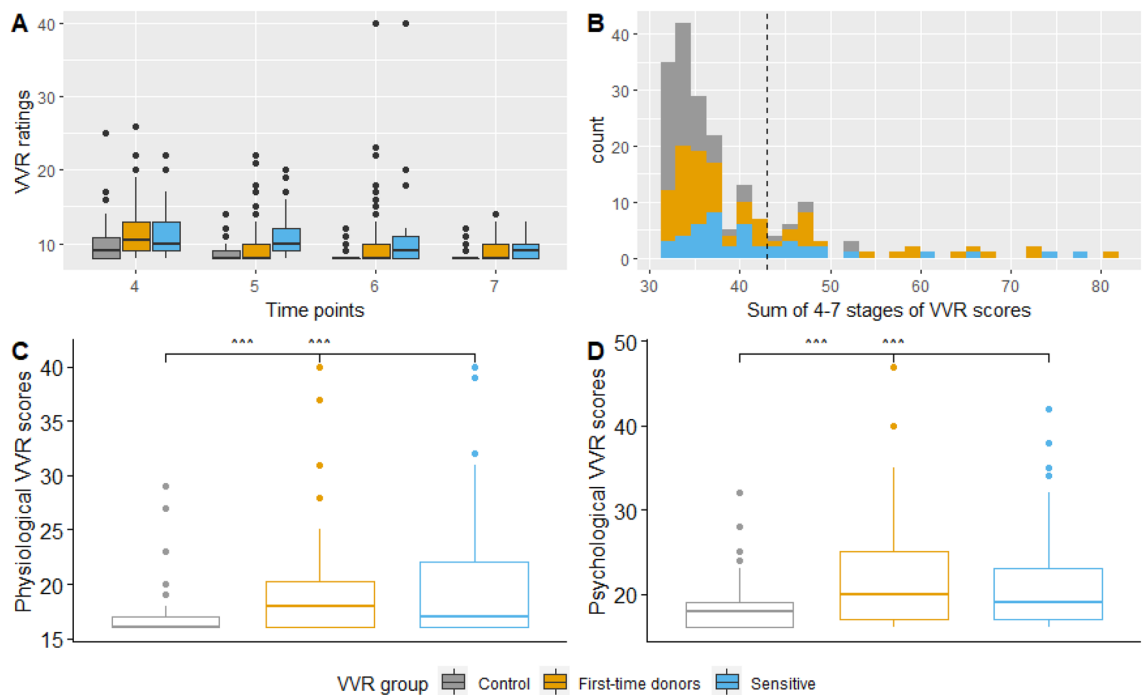 A
VVR ratings
40
30
20
10
4 5 6 7
Time points
B
count
40
30
20
10
0
30 40 50 60 70 80
Sum of 4-7 stages of VVR scores
C
^^^ ^^^
Physiological VVR scores
40
35
30
25
20
15
D
^^^ ^^^
Psychological VVR scores
50
40
30
20
VVR group Control First-time donors Sensitive